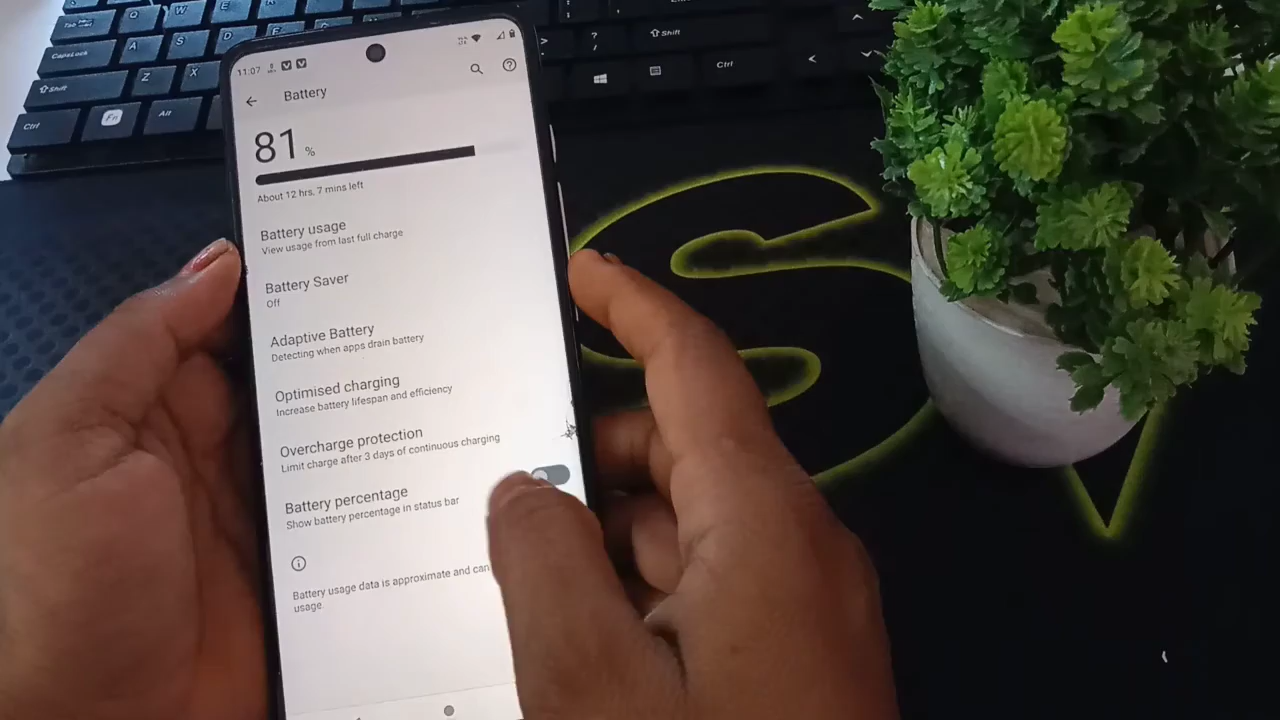 Q W E
Tab
A S D
CapsLock
Z X
Shift
Ctrl Fn Alt
> ? / Shift
Ctrl <
11:07
Battery
81 %
About 12 hrs, 7 mins left
Battery usage
View usage from last full charge
Battery Saver
Off
Adaptive Battery
Detecting when apps drain battery
Optimised charging
Increase battery lifespan and efficiency
Overcharge protection
Limit charge after 3 days of continuous charging
Battery percentage
Show battery percentage in status bar
Battery usage data is approximate and can
usage